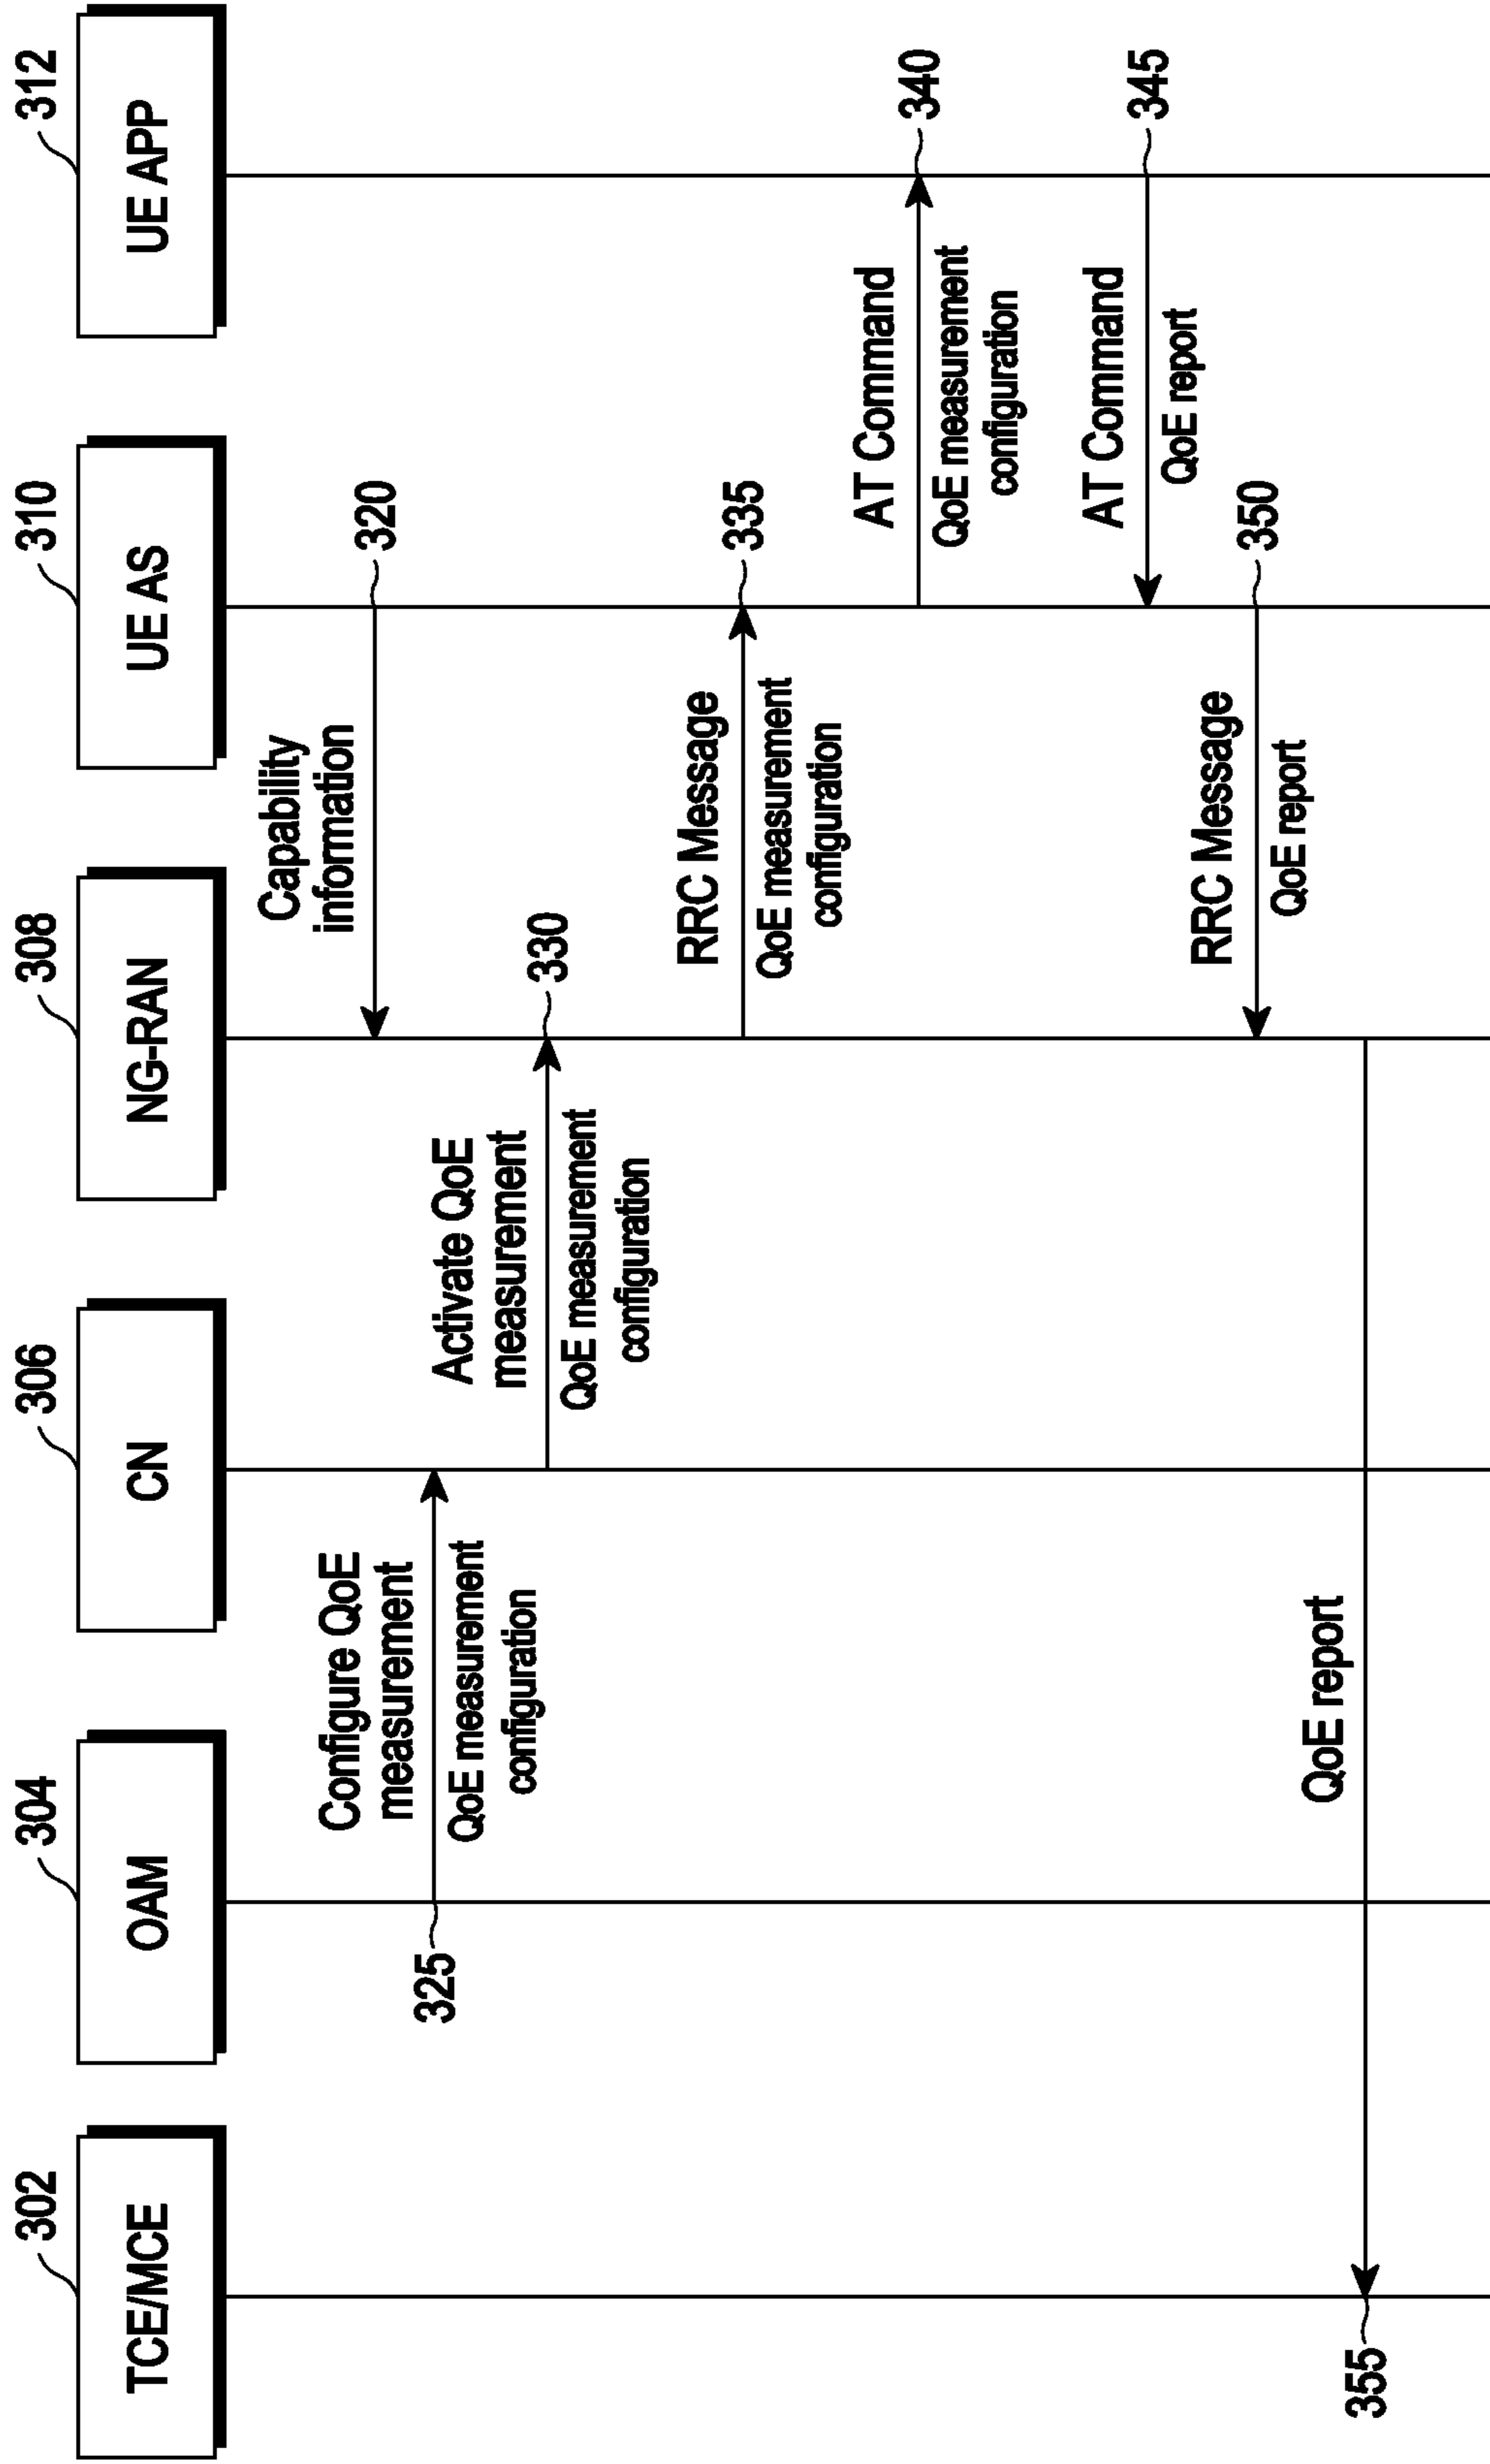 302
304
306
308
310
312
TCE/MCE
OAM
CN
NG-RAN
UE AS
UE APP
Capability
information
320
Configure QoE
measurement
325
QoE measurement
configuration
Activate QoE
measurement
330
QoE measurement
configuration
RRC Message
335
QoE measurement
configuration
AT Command
340
QoE measurement
configuration
AT Command
345
QoE report
RRC Message
350
QoE report
QoE report
355